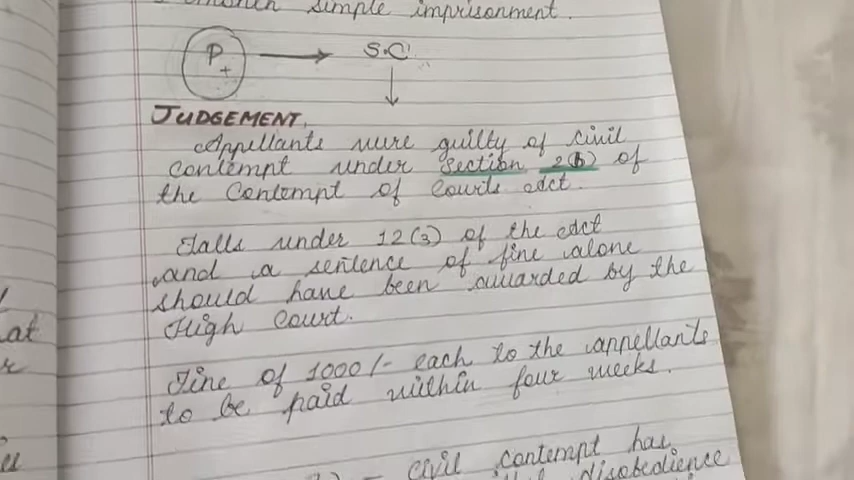 simple imprisonment.
P+ → S.C.
JUDGEMENT,
Appellants were guilty of civil
contempt under Section 2(b) of
the Contempt of Courts Act.
Falls under 12(3) of the Act
and a sentence of fine alone
should have been awarded by the
High Court.
Fine of 1000/- each to the appellants
to be paid within four weeks.
civil contempt has
disobedience
at